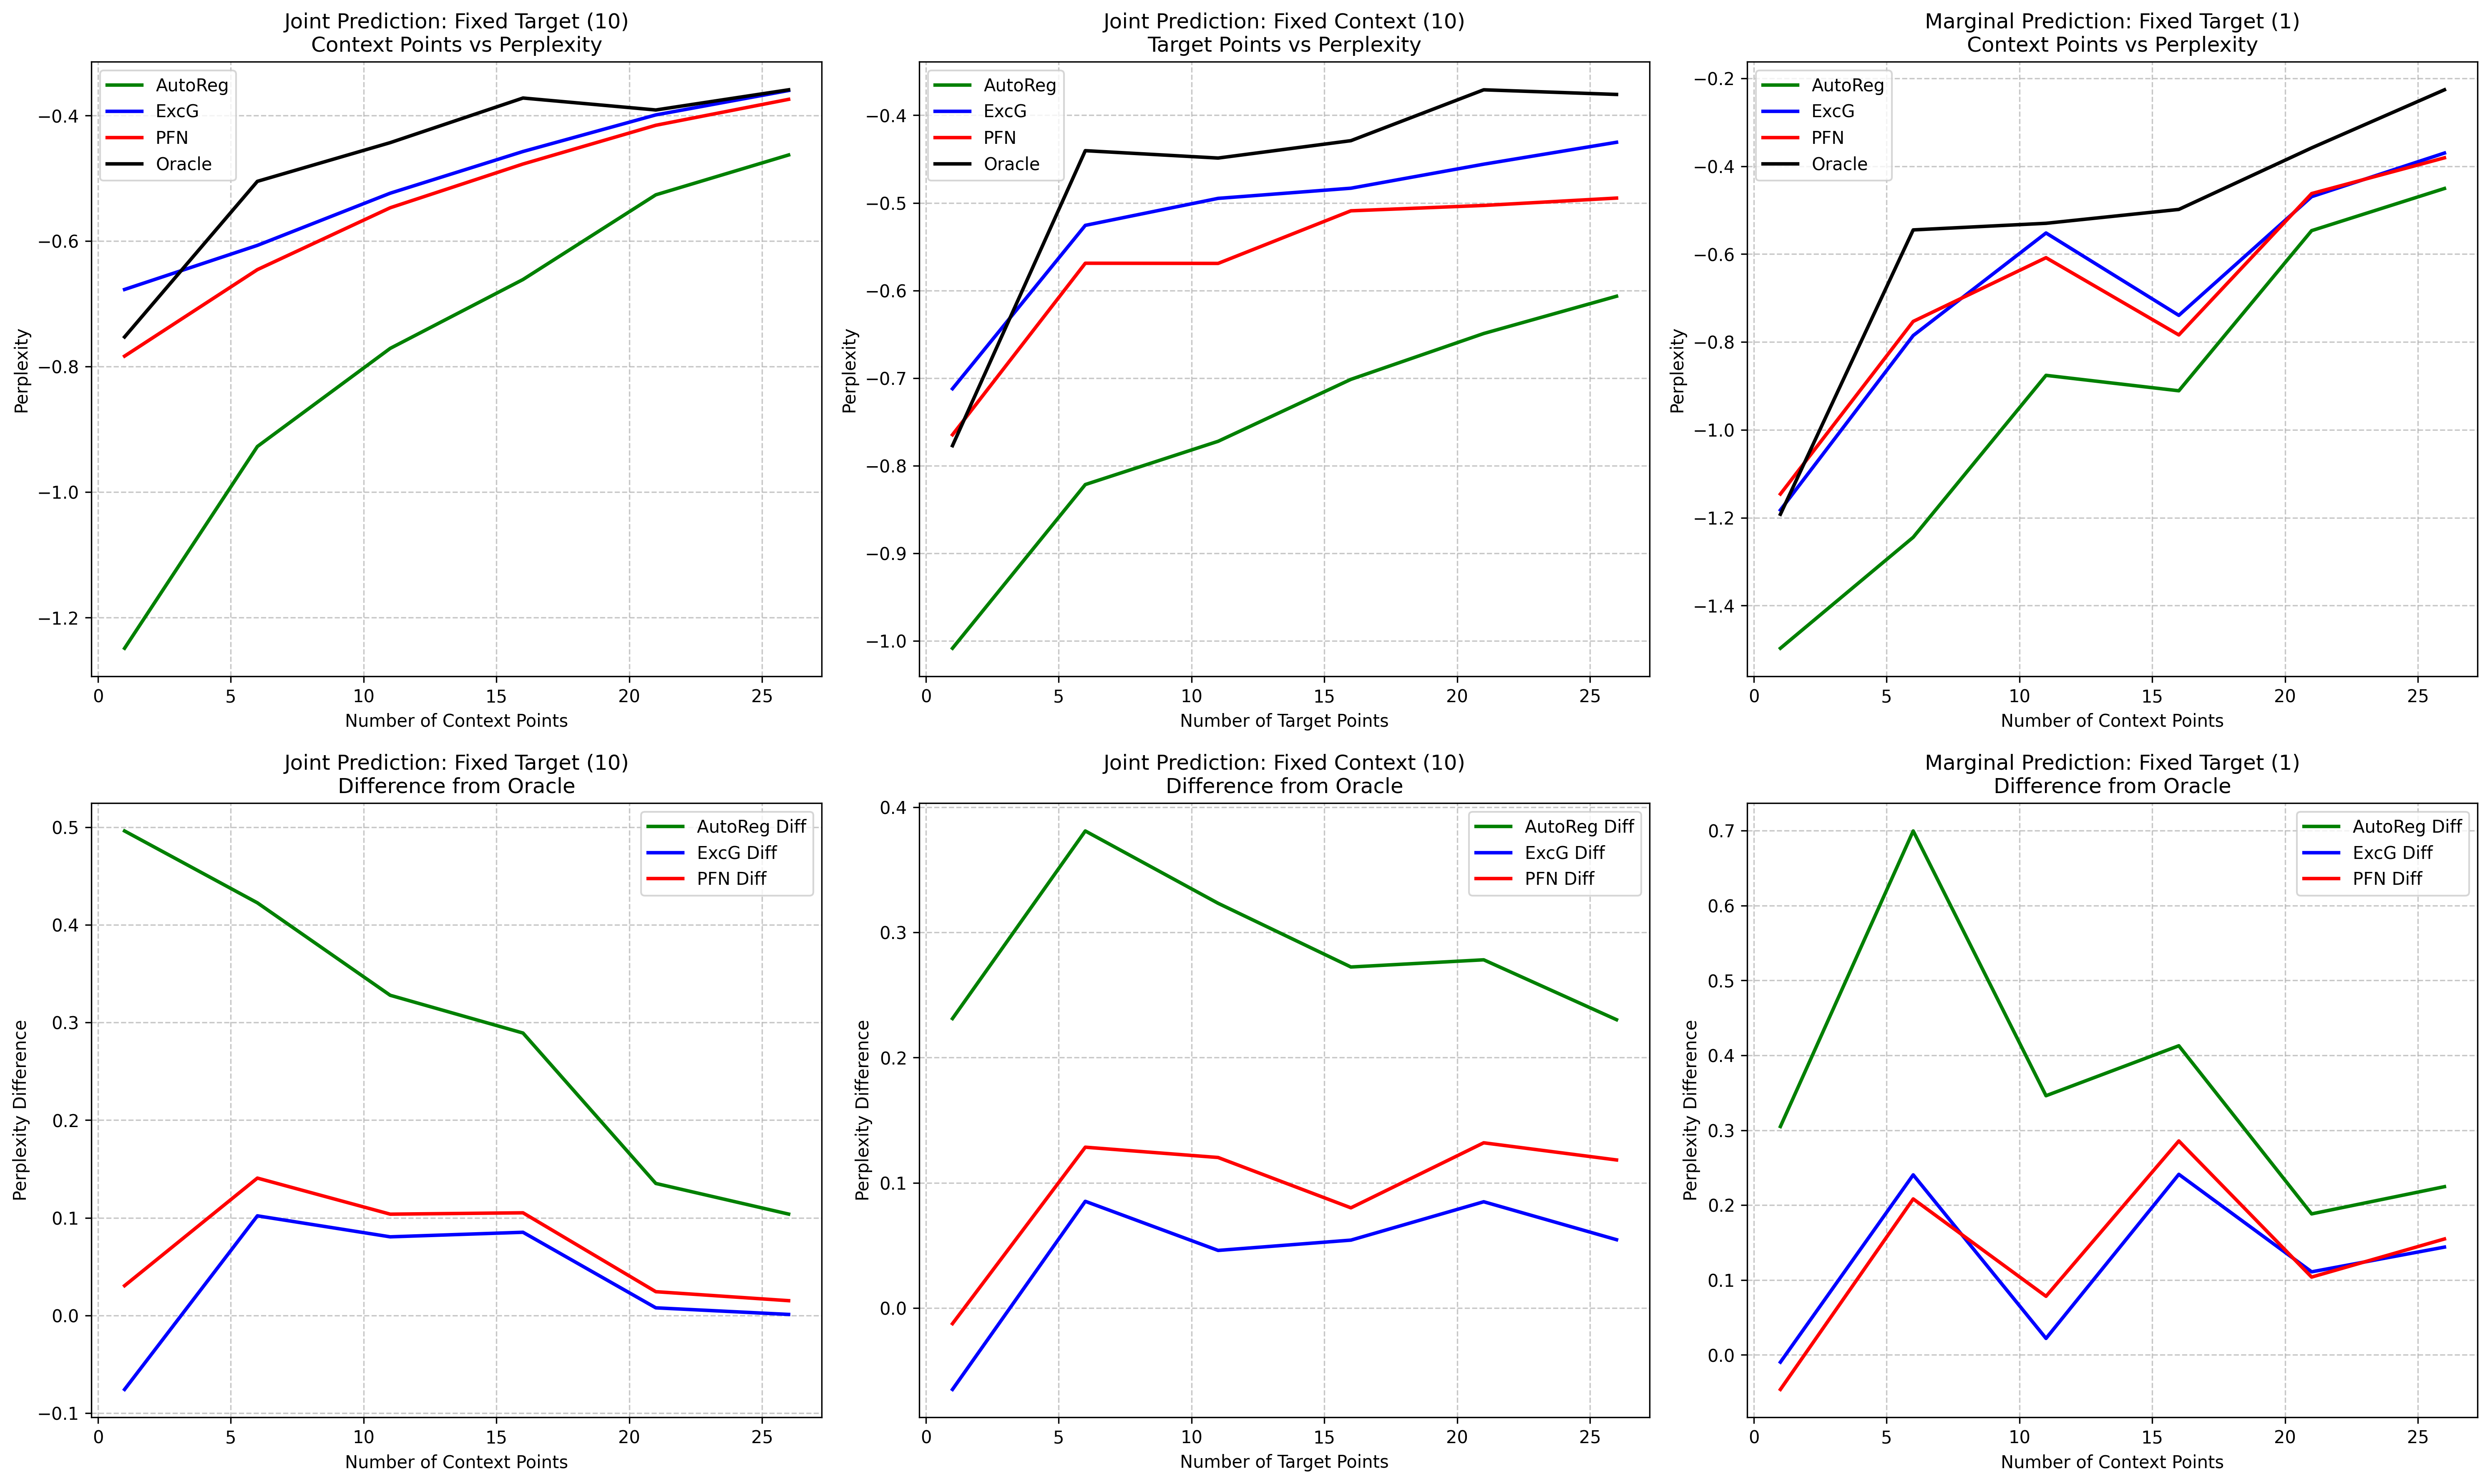 Joint Prediction: Fixed Target (10)
Context Points vs Perplexity
AutoReg
ExcG
PFN
Oracle
Perplexity
−0.4
−0.6
−0.8
−1.0
−1.2
0 5 10 15 20 25
Number of Context Points
Joint Prediction: Fixed Context (10)
Target Points vs Perplexity
AutoReg
ExcG
PFN
Oracle
Perplexity
−0.4
−0.5
−0.6
−0.7
−0.8
−0.9
−1.0
0 5 10 15 20 25
Number of Target Points
Marginal Prediction: Fixed Target (1)
Context Points vs Perplexity
AutoReg
ExcG
PFN
Oracle
Perplexity
−0.2
−0.4
−0.6
−0.8
−1.0
−1.2
−1.4
0 5 10 15 20 25
Number of Context Points
Joint Prediction: Fixed Target (10)
Difference from Oracle
AutoReg Diff
ExcG Diff
PFN Diff
Perplexity Difference
0.5
0.4
0.3
0.2
0.1
0.0
−0.1
0 5 10 15 20 25
Number of Context Points
Joint Prediction: Fixed Context (10)
Difference from Oracle
AutoReg Diff
ExcG Diff
PFN Diff
Perplexity Difference
0.4
0.3
0.2
0.1
0.0
0 5 10 15 20 25
Number of Target Points
Marginal Prediction: Fixed Target (1)
Difference from Oracle
AutoReg Diff
ExcG Diff
PFN Diff
Perplexity Difference
0.7
0.6
0.5
0.4
0.3
0.2
0.1
0.0
0 5 10 15 20 25
Number of Context Points